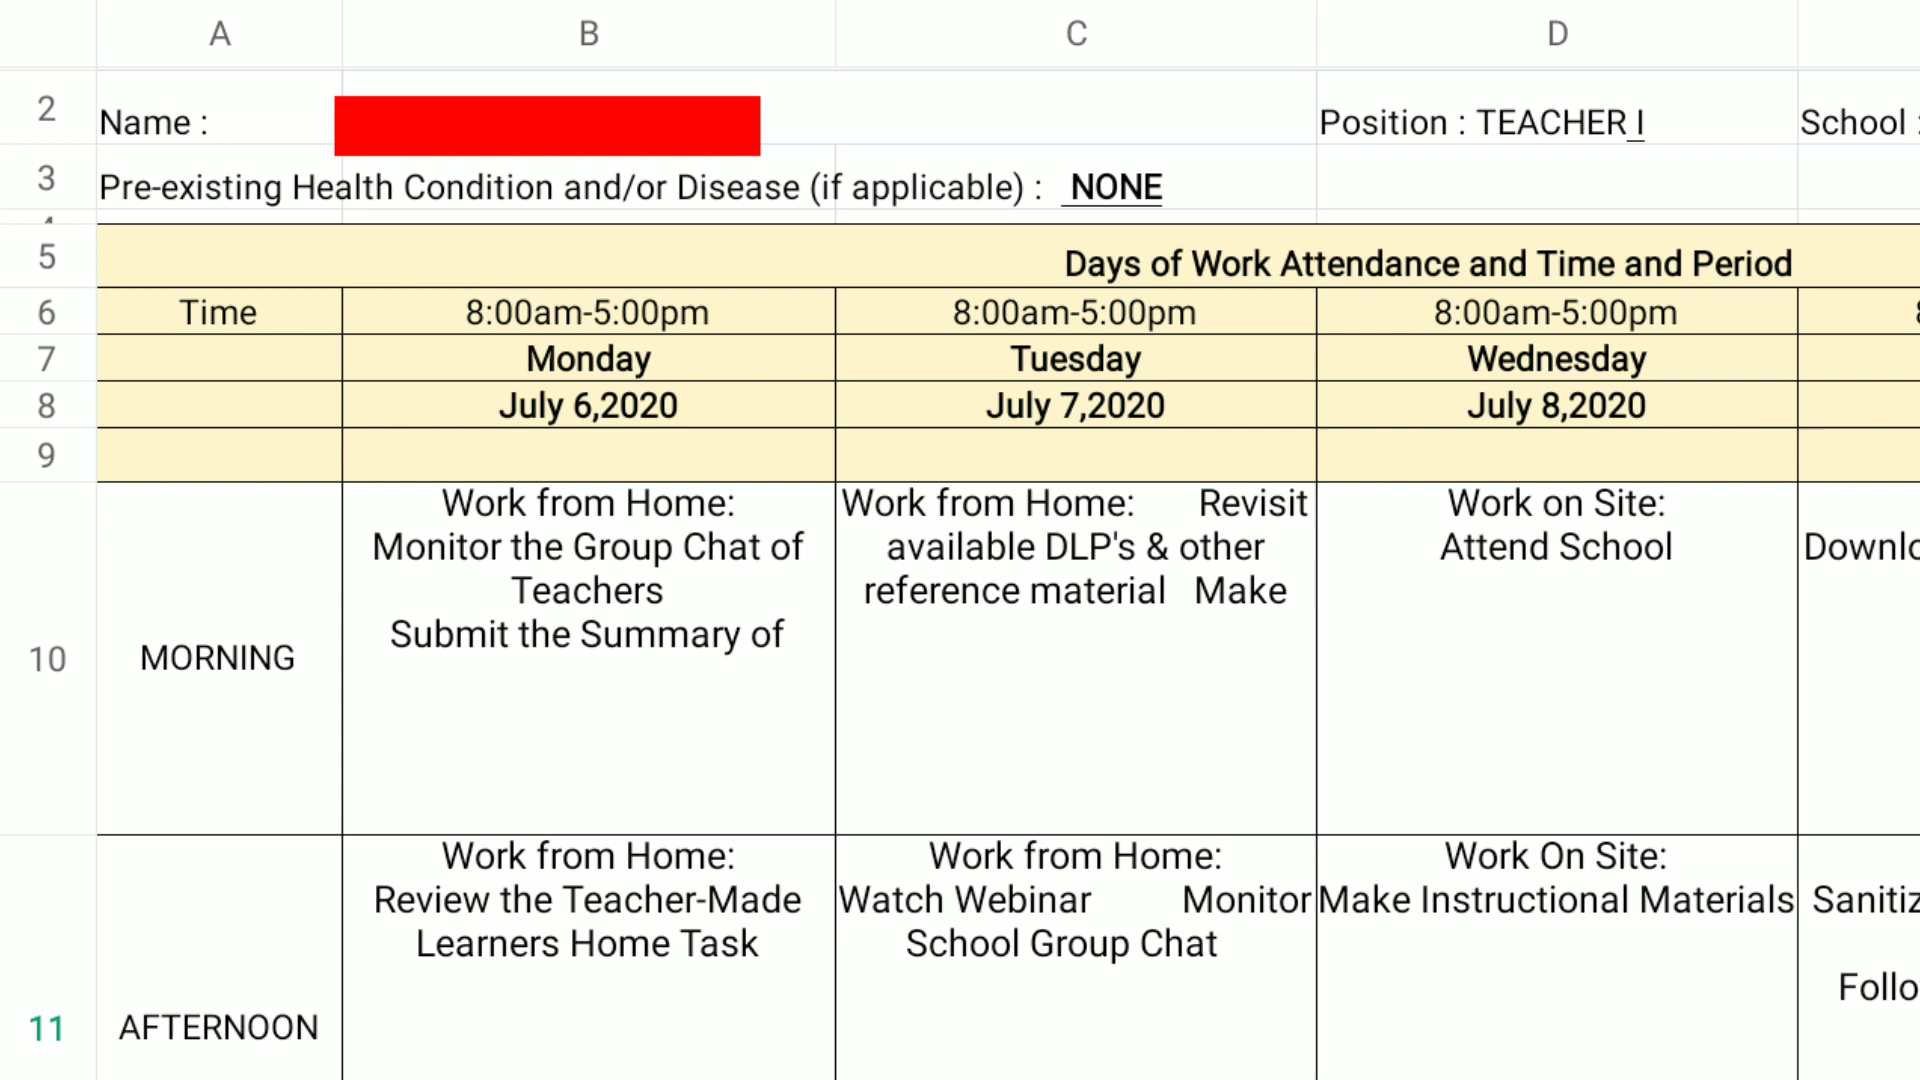 A B C D
2 Name : Position : TEACHER I School :
3 Pre-existing Health Condition and/or Disease (if applicable) : NONE
4
5 Days of Work Attendance and Time and Period
6 Time 8:00am-5:00pm 8:00am-5:00pm 8:00am-5:00pm 8
7 Monday Tuesday Wednesday
8 July 6,2020 July 7,2020 July 8,2020
9
10
MORNING
Work from Home:
Monitor the Group Chat of
Teachers
Submit the Summary of
Work from Home: Revisit
available DLP's & other
reference material Make
Work on Site:
Attend School
Downlo
11
AFTERNOON
Work from Home:
Review the Teacher-Made
Learners Home Task
Work from Home:
Watch Webinar Monitor
School Group Chat
Work On Site:
Make Instructional Materials
Sanitiz
Follo